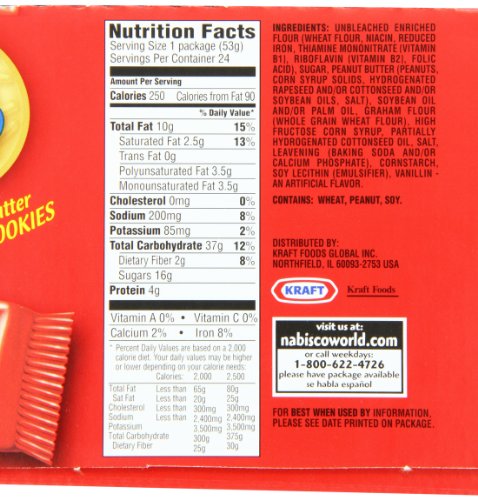 utter
OOKIES
Nutrition Facts
Serving Size 1 package (53g)
Servings Per Container 24
Amount Per Serving
Calories 250 Calories from Fat 90
% Daily Value*
Total Fat 10g 15%
Saturated Fat 2.5g 13%
Trans Fat 0g
Polyunsaturated Fat 3.5g
Monounsaturated Fat 3.5g
Cholesterol 0mg 0%
Sodium 200mg 8%
Potassium 85mg 2%
Total Carbohydrate 37g 12%
Dietary Fiber 2g 8%
Sugars 16g
Protein 4g
Vitamin A 0% • Vitamin C 0%
Calcium 2% • Iron 8%
* Percent Daily Values are based on a 2,000
calorie diet. Your daily values may be higher
or lower depending on your calorie needs:
Calories: 2,000 2,500
Total Fat Less than 65g 80g
Sat Fat Less than 20g 25g
Cholesterol Less than 300mg 300mg
Sodium Less than 2,400mg 2,400mg
Potassium 3,500mg 3,500mg
Total Carbohydrate 300g 375g
Dietary Fiber 25g 30g
INGREDIENTS: UNBLEACHED ENRICHED
FLOUR (WHEAT FLOUR, NIACIN, REDUCED
IRON, THIAMINE MONONITRATE (VITAMIN
B1), RIBOFLAVIN (VITAMIN B2), FOLIC
ACID), SUGAR, PEANUT BUTTER (PEANUTS,
CORN SYRUP SOLIDS, HYDROGENATED
RAPESEED AND/OR COTTONSEED AND/OR
SOYBEAN OILS, SALT), SOYBEAN OIL
AND/OR PALM OIL, GRAHAM FLOUR
(WHOLE GRAIN WHEAT FLOUR), HIGH
FRUCTOSE CORN SYRUP, PARTIALLY
HYDROGENATED COTTONSEED OIL, SALT,
LEAVENING (BAKING SODA AND/OR
CALCIUM PHOSPHATE), CORNSTARCH,
SOY LECITHIN (EMULSIFIER), VANILLIN -
AN ARTIFICIAL FLAVOR.
CONTAINS: WHEAT, PEANUT, SOY.
DISTRIBUTED BY:
KRAFT FOODS GLOBAL INC.
NORTHFIELD, IL 60093-2753 USA
KRAFT Kraft Foods
visit us at:
nabiscoworld.com
or call weekdays:
1-800-622-4726
please have package available
se habla español
FOR BEST WHEN USED BY INFORMATION,
PLEASE SEE DATE PRINTED ON PACKAGE.